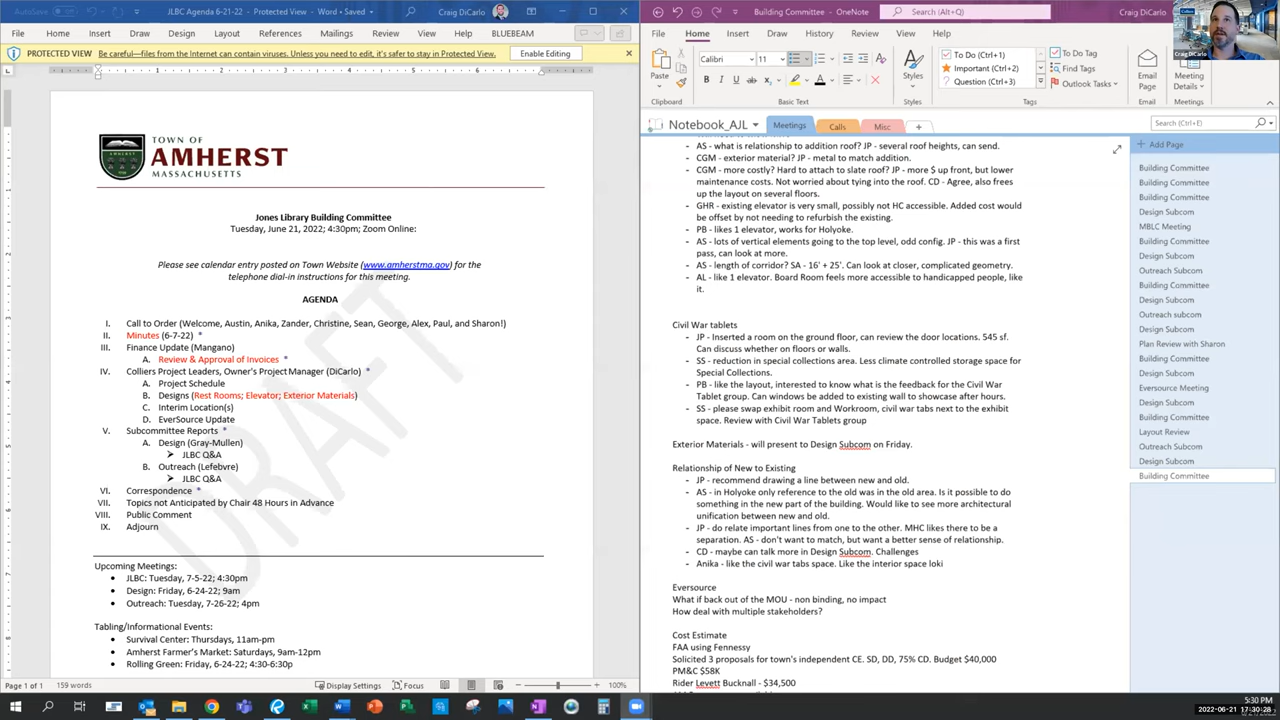 AutoSave
JLBC Agenda 6-21-22 - Protected View • Word • Saved
Craig DiCarlo
File Home Insert Draw Design Layout References Mailings Review View Help BLUEBEAM
PROTECTED VIEW Be careful—files from the Internet can contain viruses. Unless you need to edit, it's safer to stay in Protected View. Enable Editing
TOWN OF
AMHERST
MASSACHUSETTS
Jones Library Building Committee
Tuesday, June 21, 2022; 4:30pm; Zoom Online:
Please see calendar entry posted on Town Website (www.amherstma.gov) for the
telephone dial-in instructions for this meeting.
AGENDA
I. Call to Order (Welcome, Austin, Anika, Zander, Christine, Sean, George, Alex, Paul, and Sharon!)
II. Minutes (6-7-22) *
III. Finance Update (Mangano)
A. Review & Approval of Invoices *
IV. Colliers Project Leaders, Owner's Project Manager (DiCarlo) *
A. Project Schedule
B. Designs (Rest Rooms; Elevator; Exterior Materials)
C. Interim Location(s)
D. EverSource Update
V. Subcommittee Reports *
A. Design (Gray-Mullen)
➢ JLBC Q&A
B. Outreach (Lefebvre)
➢ JLBC Q&A
VI. Correspondence *
VII. Topics not Anticipated by Chair 48 Hours in Advance
VIII. Public Comment
IX. Adjourn
DRAFT
Upcoming Meetings:
• JLBC: Tuesday, 7-5-22; 4:30pm
• Design: Friday, 6-24-22; 9am
• Outreach: Tuesday, 7-26-22; 4pm
Tabling/Informational Events:
• Survival Center: Thursdays, 11am-pm
• Amherst Farmer's Market: Saturdays, 9am-12pm
• Rolling Green: Friday, 6-24-22; 4:30-6:30p
Page 1 of 1 159 words Display Settings Focus 100%
Building Committee - OneNote
Search (Alt+Q)
Craig DiCarlo
File Home Insert Draw History Review View Help
Paste
Clipboard
Calibri 11
Basic Text
Styles
Styles
To Do (Ctrl+1)
Important (Ctrl+2)
Question (Ctrl+3)
To Do Tag
Find Tags
Outlook Tasks
Tags
Email Page
Email
Meeting Details
Meetings
Craig DiCarlo
Notebook_AJL Meetings Calls Misc +
Search (Ctrl+E)
- AS - what is relationship to addition roof? JP - several roof heights, can send.
- CGM - exterior material? JP - metal to match addition.
- CGM - more costly? Hard to attach to slate roof? JP - more $ up front, but lower
maintenance costs. Not worried about tying into the roof. CD - Agree, also frees
up the layout on several floors.
- GHR - existing elevator is very small, possibly not HC accessible. Added cost would
be offset by not needing to refurbish the existing.
- PB - likes 1 elevator, works for Holyoke.
- AS - lots of vertical elements going to the top level, odd config. JP - this was a first
pass, can look at more.
- AS - length of corridor? SA - 16' + 25'. Can look at closer, complicated geometry.
- AL - like 1 elevator. Board Room feels more accessible to handicapped people, like
it.
Civil War tablets
- JP - Inserted a room on the ground floor, can review the door locations. 545 sf.
Can discuss whether on floors or walls.
- SS - reduction in special collections area. Less climate controlled storage space for
Special Collections.
- PB - like the layout, interested to know what is the feedback for the Civil War
Tablet group. Can windows be added to existing wall to showcase after hours.
- SS - please swap exhibit room and Workroom, civil war tabs next to the exhibit
space. Review with Civil War Tablets group
Exterior Materials - will present to Design Subcom on Friday.
Relationship of New to Existing
- JP - recommend drawing a line between new and old.
- AS - in Holyoke only reference to the old was in the old area. Is it possible to do
something in the new part of the building. Would like to see more architectural
unification between new and old.
- JP - do relate important lines from one to the other. MHC likes there to be a
separation. AS - don't want to match, but want a better sense of relationship.
- CD - maybe can talk more in Design Subcom. Challenges
- Anika - like the civil war tabs space. Like the interior space loki
Eversource
What if back out of the MOU - non binding, no impact
How deal with multiple stakeholders?
Cost Estimate
FAA using Fennessy
Solicited 3 proposals for town's independent CE. SD, DD, 75% CD. Budget $40,000
PM&C $58K
Rider Levett Bucknall - $34,500
Add Page
Building Committee
Building Committee
Building Committee
Design Subcom
MBLC Meeting
Building Committee
Design Subcom
Outreach Subcom
Building Committee
Design Subcom
Outreach subcom
Design Subcom
Plan Review with Sharon
Building Committee
Design Subcom
Eversource Meeting
Design Subcom
Building Committee
Layout Review
Outreach Subcom
Design Subcom
Building Committee
5:30 PM
2022-06-21 17:30:28